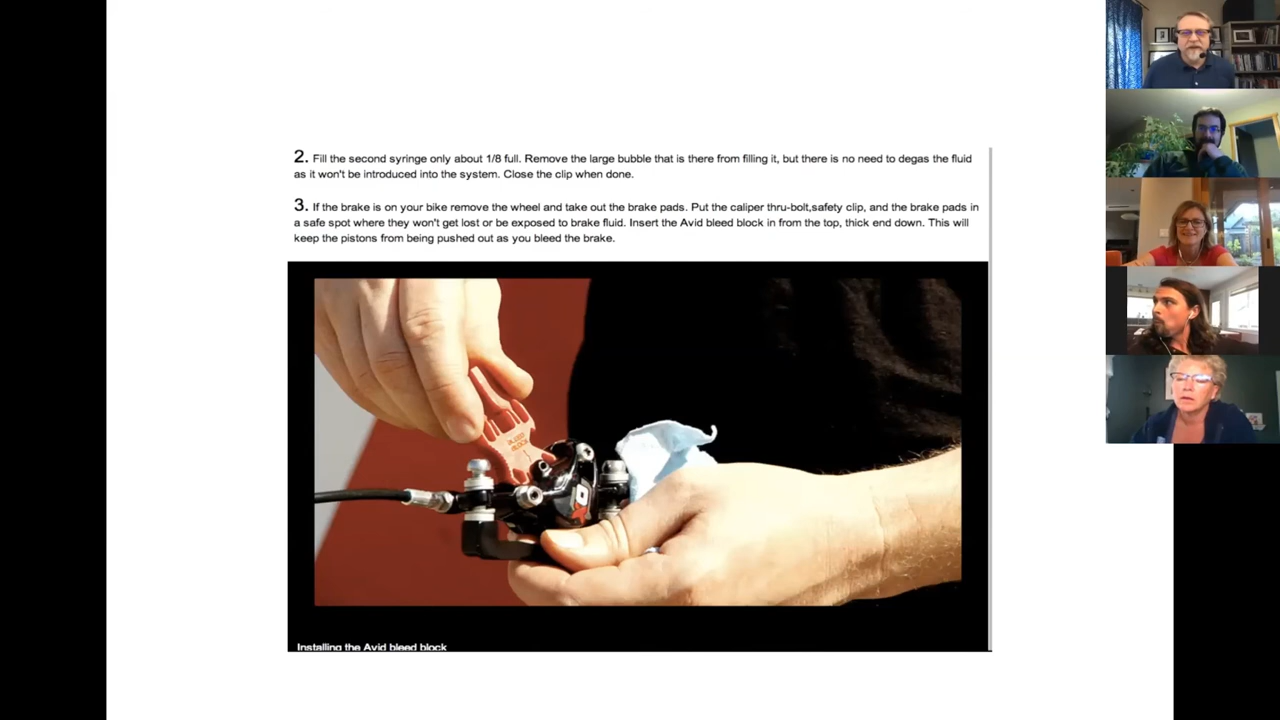 2. Fill the second syringe only about 1/8 full. Remove the large bubble that is there from filling it, but there is no need to degas the fluid
as it won't be introduced into the system. Close the clip when done.
3. If the brake is on your bike remove the wheel and take out the brake pads. Put the caliper thru-bolt,safety clip, and the brake pads in
a safe spot where they won't get lost or be exposed to brake fluid. Insert the Avid bleed block in from the top, thick end down. This will
keep the pistons from being pushed out as you bleed the brake.
BLEED
BLOCK
XO
Installing the Avid bleed block